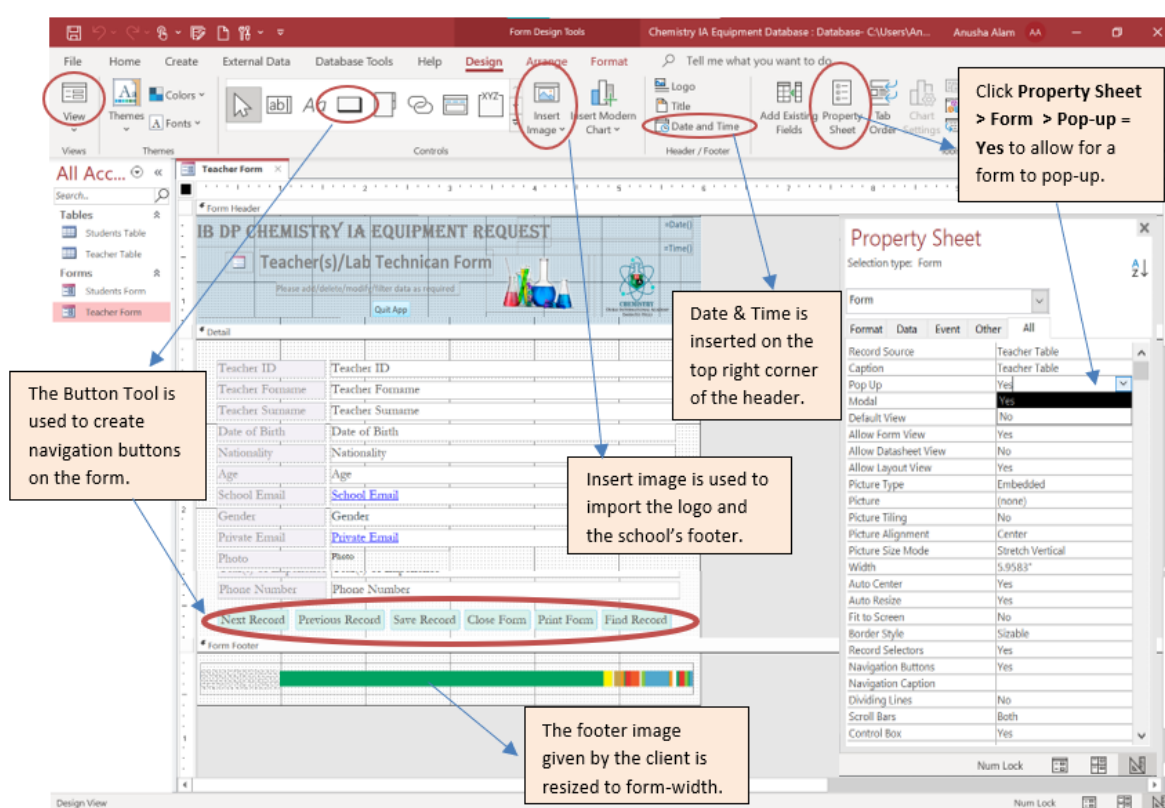 Form Design Tools
Chemistry IA Equipment Database : Database- C:\Users\An...
Anusha Alam
AA
File Home Create External Data Database Tools Help Design Arrange Format Tell me what you want to do
View
Themes
Colors
Fonts
ab|
Aa
XYZ
Insert Image
Insert Modern Chart
Logo
Title
Date and Time
Add Existing Fields
Property Sheet
Tab Order
Chart Settings
Views
Themes
Controls
Header / Footer
Click Property Sheet
> Form > Pop-up =
Yes to allow for a
form to pop-up.
All Acc...
Search...
Tables
Students Table
Teacher Table
Forms
Students Form
Teacher Form
Teacher Form
Form Header
IB DP CHEMISTRY IA EQUIPMENT REQUEST
=Date()
=Time()
Teacher(s)/Lab Technican Form
Please add/delete/modify/filter data as required
Quit App
CHEMISTRY
Detail
Teacher ID Teacher ID
Teacher Forname Teacher Forname
Teacher Surname Teacher Surname
Date of Birth Date of Birth
Nationality Nationality
Age Age
School Email School Email
Gender Gender
Private Email Private Email
Photo Photo
Phone Number Phone Number
Next Record Previous Record Save Record Close Form Print Form Find Record
Form Footer
The Button Tool is
used to create
navigation buttons
on the form.
Date & Time is
inserted on the
top right corner
of the header.
Insert image is used to
import the logo and
the school's footer.
The footer image
given by the client is
resized to form-width.
Property Sheet
Selection type: Form
Form
Format Data Event Other All
Record Source Teacher Table
Caption Teacher Table
Pop Up Yes
Modal Yes
Default View No
Allow Form View Yes
Allow Datasheet View No
Allow Layout View Yes
Picture Type Embedded
Picture (none)
Picture Tiling No
Picture Alignment Center
Picture Size Mode Stretch Vertical
Width 5.9583"
Auto Center Yes
Auto Resize Yes
Fit to Screen No
Border Style Sizable
Record Selectors Yes
Navigation Buttons Yes
Navigation Caption
Dividing Lines No
Scroll Bars Both
Control Box Yes
Num Lock
Design View
Num Lock